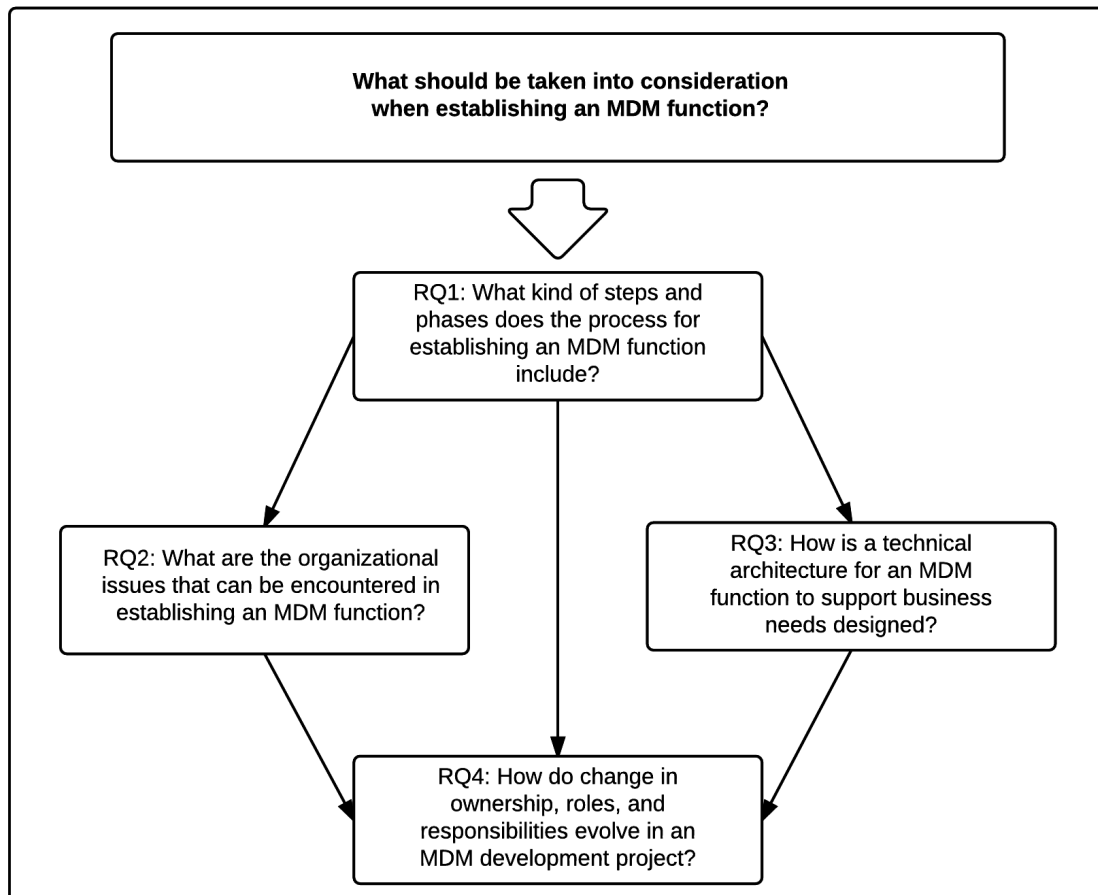 What should be taken into consideration
when establishing an MDM function?
RQ1: What kind of steps and
phases does the process for
establishing an MDM function
include?
RQ2: What are the organizational
issues that can be encountered in
establishing an MDM function?
RQ3: How is a technical
architecture for an MDM
function to support business
needs designed?
RQ4: How do change in
ownership, roles, and
responsibilities evolve in an
MDM development project?